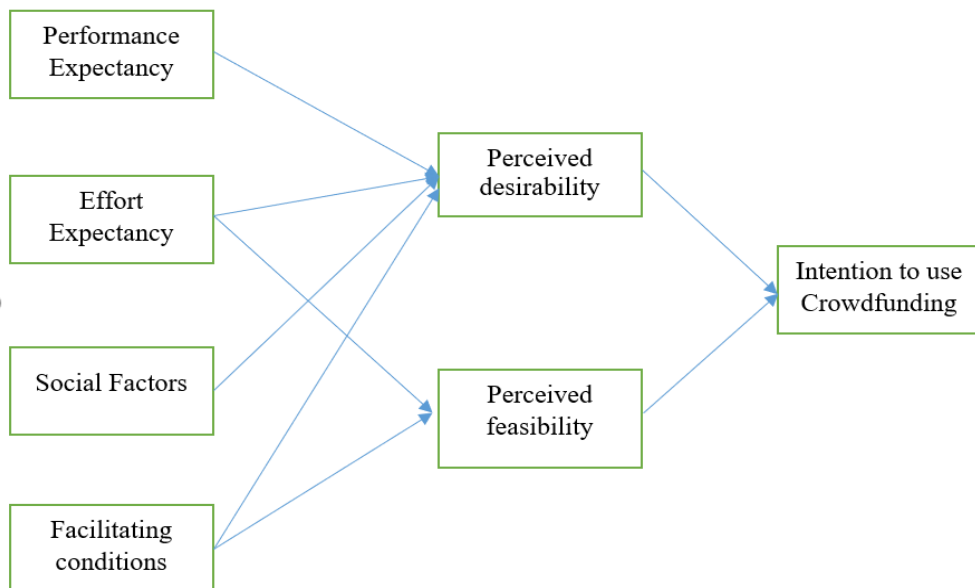 Performance
Expectancy
Effort
Expectancy
Social Factors
Facilitating
conditions
Perceived
desirability
Perceived
feasibility
Intention to use
Crowdfunding